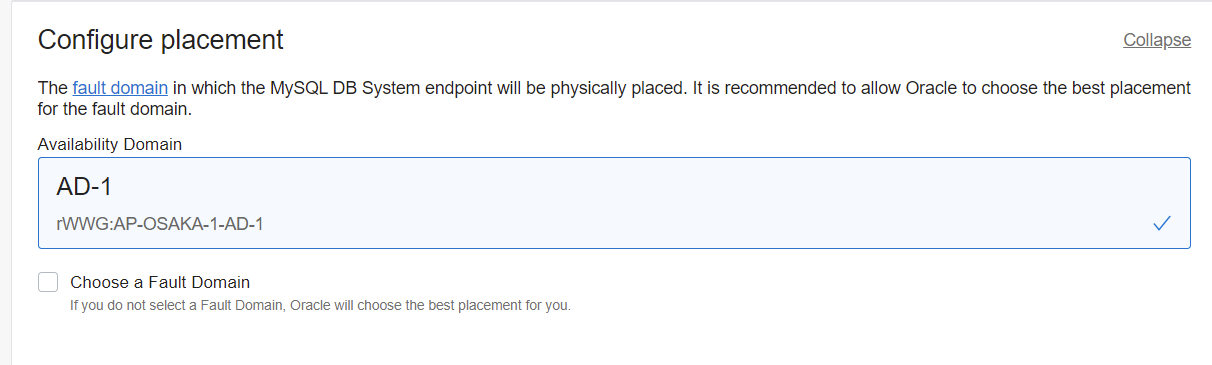 Configure placement
Collapse
The fault domain in which the MySQL DB System endpoint will be physically placed. It is recommended to allow Oracle to choose the best placement
for the fault domain.
Availability Domain
AD-1
rWWG:AP-OSAKA-1-AD-1
Choose a Fault Domain
If you do not select a Fault Domain, Oracle will choose the best placement for you.